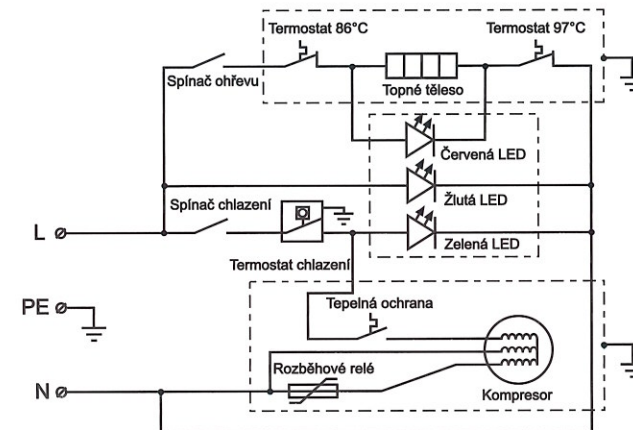 Termostat 86°C
Termostat 97°C
Spínač ohřevu
Topné těleso
Červená LED
Žlutá LED
Spínač chlazení
L
Zelená LED
Termostat chlazení
PE
Tepelná ochrana
Rozběhové relé
N
Kompresor